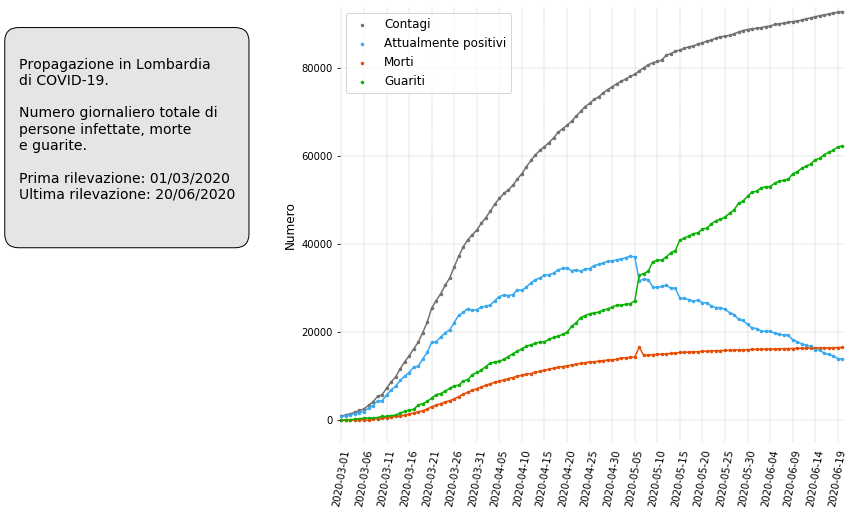 Propagazione in Lombardia
di COVID-19.
Numero giornaliero totale di
persone infettate, morte
e guarite.
Prima rilevazione: 01/03/2020
Ultima rilevazione: 20/06/2020
Contagi
Attualmente positivi
Morti
Guariti
Numero
80000
60000
40000
20000
0
2020-03-01
2020-03-06
2020-03-11
2020-03-16
2020-03-21
2020-03-26
2020-03-31
2020-04-05
2020-04-10
2020-04-15
2020-04-20
2020-04-25
2020-04-30
2020-05-05
2020-05-10
2020-05-15
2020-05-20
2020-05-25
2020-05-30
2020-06-04
2020-06-09
2020-06-14
2020-06-19